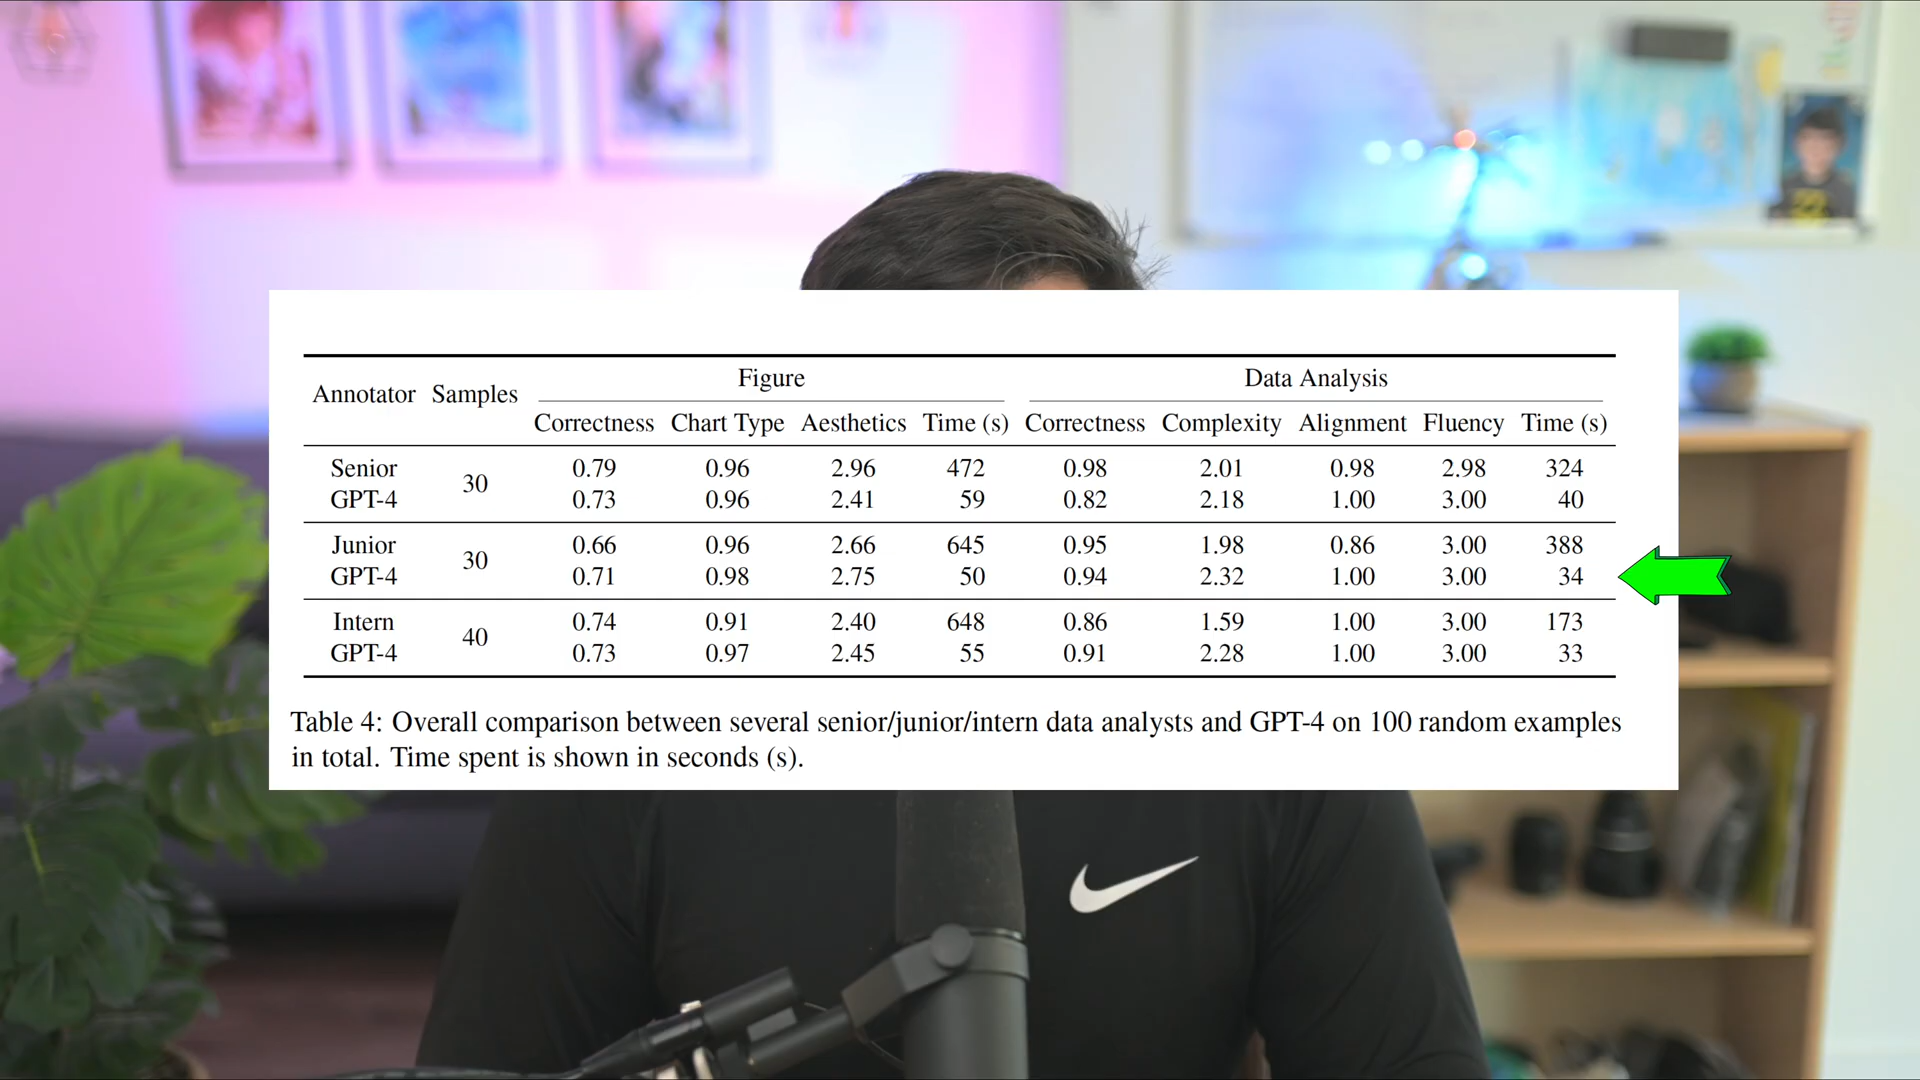 Figure Data Analysis
Annotator Samples
Correctness Chart Type Aesthetics Time (s) Correctness Complexity Alignment Fluency Time (s)
Senior 30 0.79 0.96 2.96 472 0.98 2.01 0.98 2.98 324
GPT-4 0.73 0.96 2.41 59 0.82 2.18 1.00 3.00 40
Junior 30 0.66 0.96 2.66 645 0.95 1.98 0.86 3.00 388
GPT-4 0.71 0.98 2.75 50 0.94 2.32 1.00 3.00 34
Intern 40 0.74 0.91 2.40 648 0.86 1.59 1.00 3.00 173
GPT-4 0.73 0.97 2.45 55 0.91 2.28 1.00 3.00 33
Table 4: Overall comparison between several senior/junior/intern data analysts and GPT-4 on 100 random examples
in total. Time spent is shown in seconds (s).